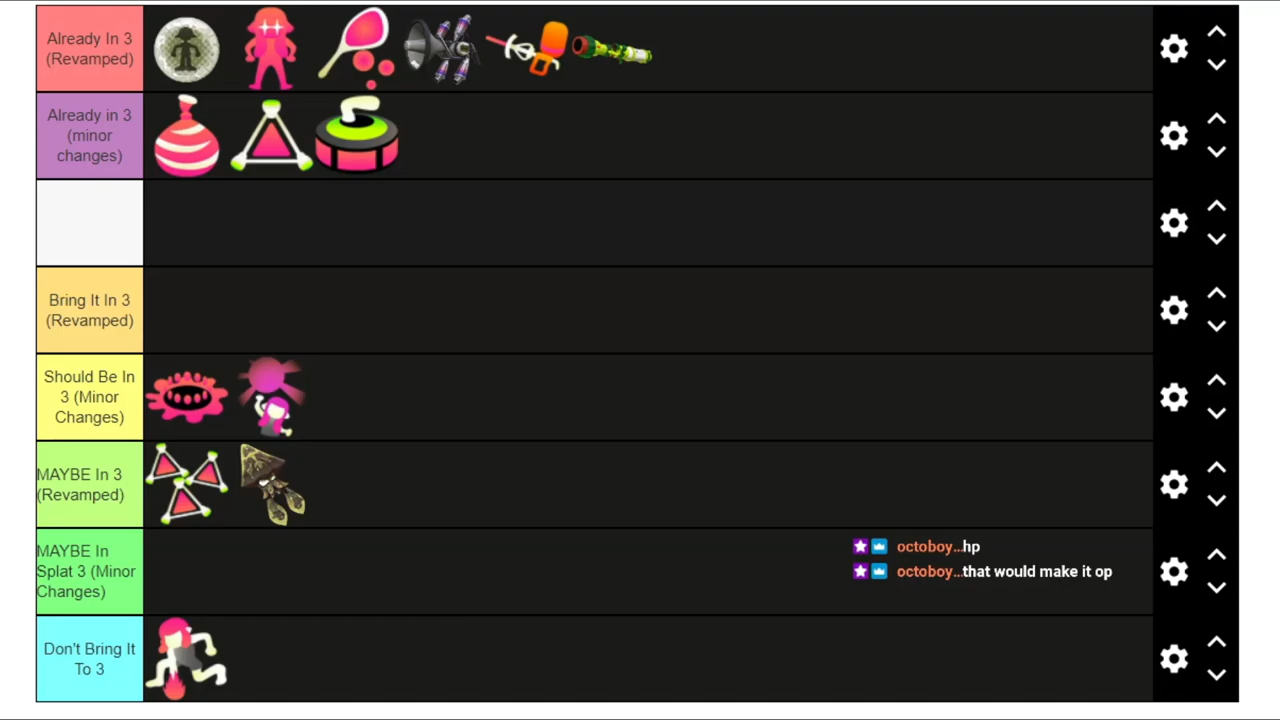 Already In 3
(Revamped)
Already in 3
(minor
changes)
Bring It In 3
(Revamped)
Should Be In
3 (Minor
Changes)
MAYBE In 3
(Revamped)
MAYBE In
Splat 3 (Minor
Changes)
octoboy...hp
octoboy...that would make it op
Don't Bring It
To 3